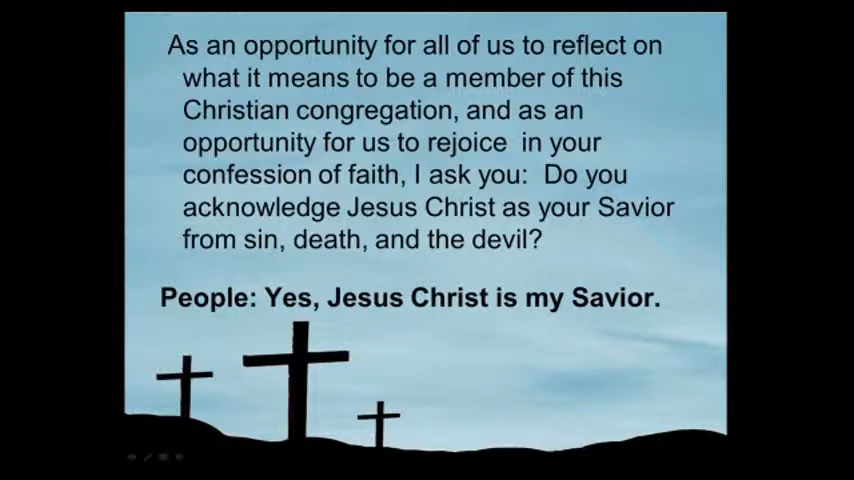 As an opportunity for all of us to reflect on
what it means to be a member of this
Christian congregation, and as an
opportunity for us to rejoice in your
confession of faith, I ask you: Do you
acknowledge Jesus Christ as your Savior
from sin, death, and the devil?
People: Yes, Jesus Christ is my Savior.